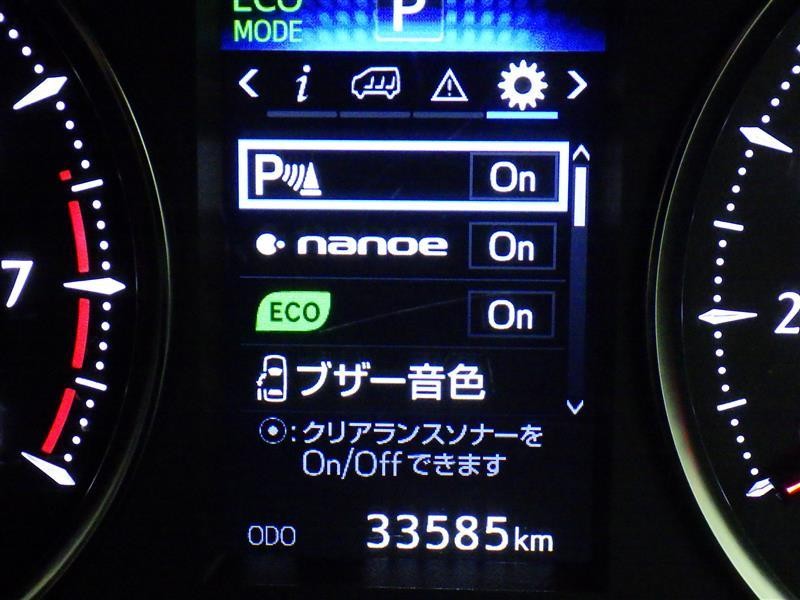 ECO
MODE
P
i
P On
nanoe On
ECO On
ブザー音色
:クリアランスソナーを
On/Offできます
ODO 33585km
7
2